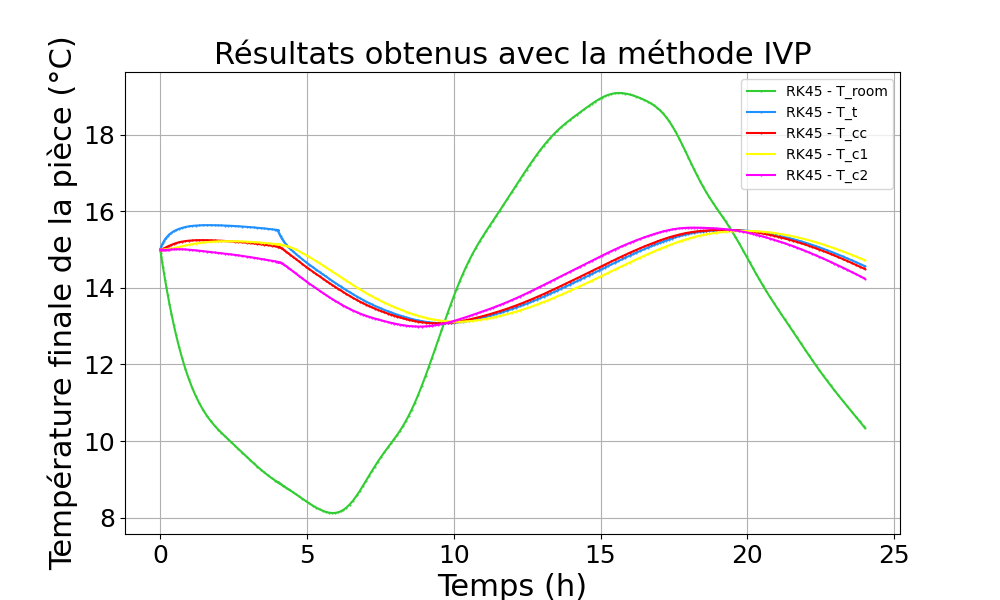 Résultats obtenus avec la méthode IVP
Température finale de la pièce (°C)
18
16
14
12
10
8
0
5
10
15
20
25
Temps (h)
RK45 - T_room
RK45 - T_t
RK45 - T_cc
RK45 - T_c1
RK45 - T_c2